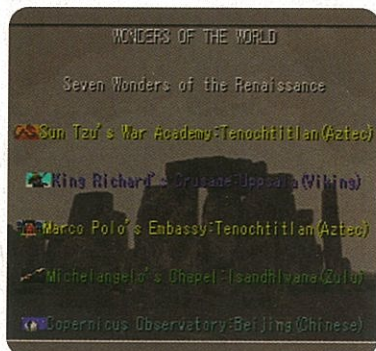 WONDERS OF THE WORLD
Seven Wonders of the Renaissance
Sun Tzu's War Academy:Tenochtitlan(Aztec)
King Richard's Crusade:Uppsala(Viking)
Marco Polo's Embassy:Tenochtitlan(Aztec)
Michelangelo's Chapel:Isandhlwana(Zulu)
Copernicus Observatory:Beijing(Chinese)